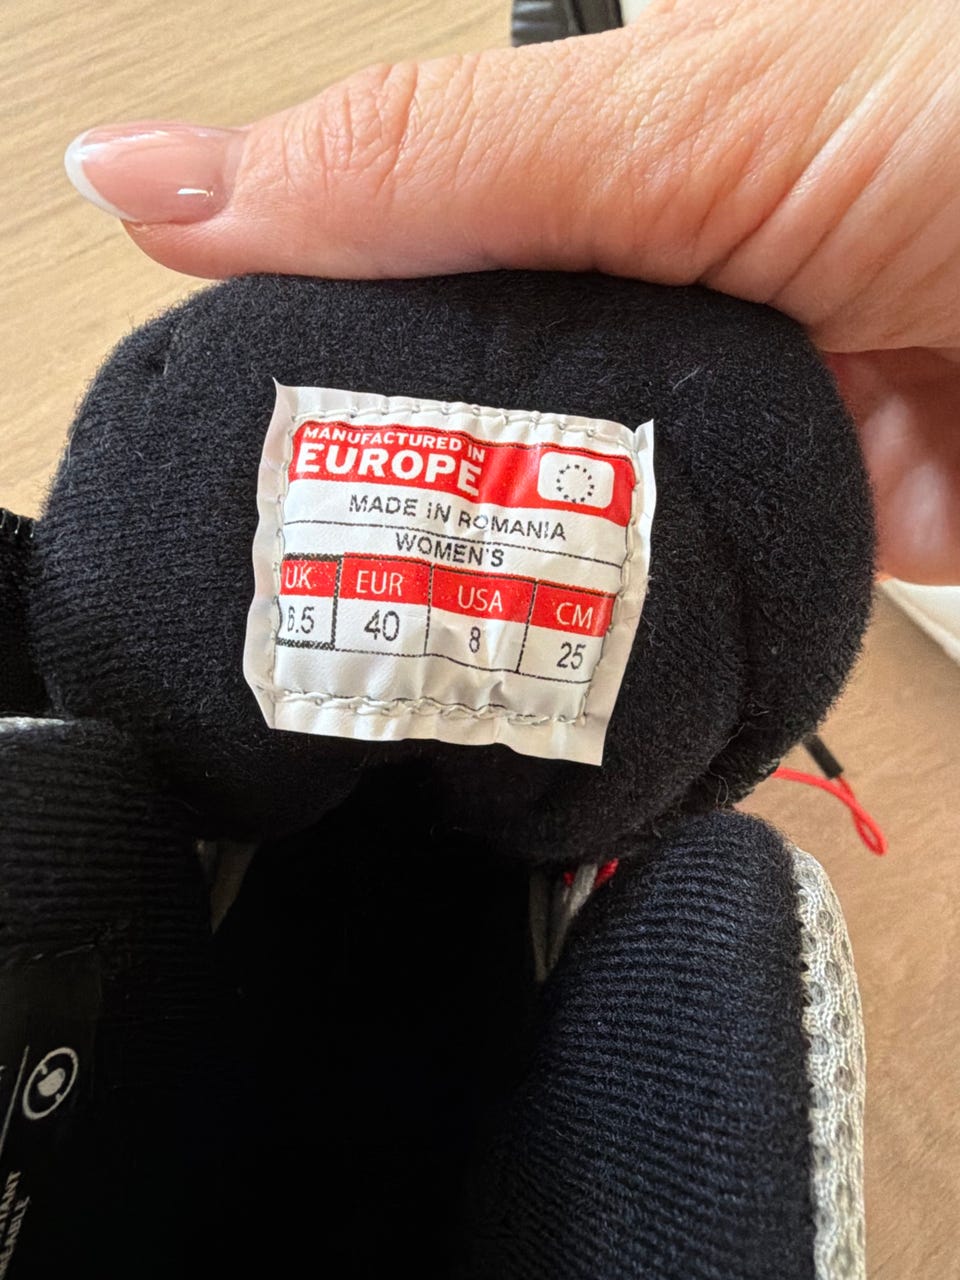 MANUFACTURED IN
EUROPE
MADE IN ROMANIA
WOMEN'S
UK EUR USA CM
6.5 40 8 25